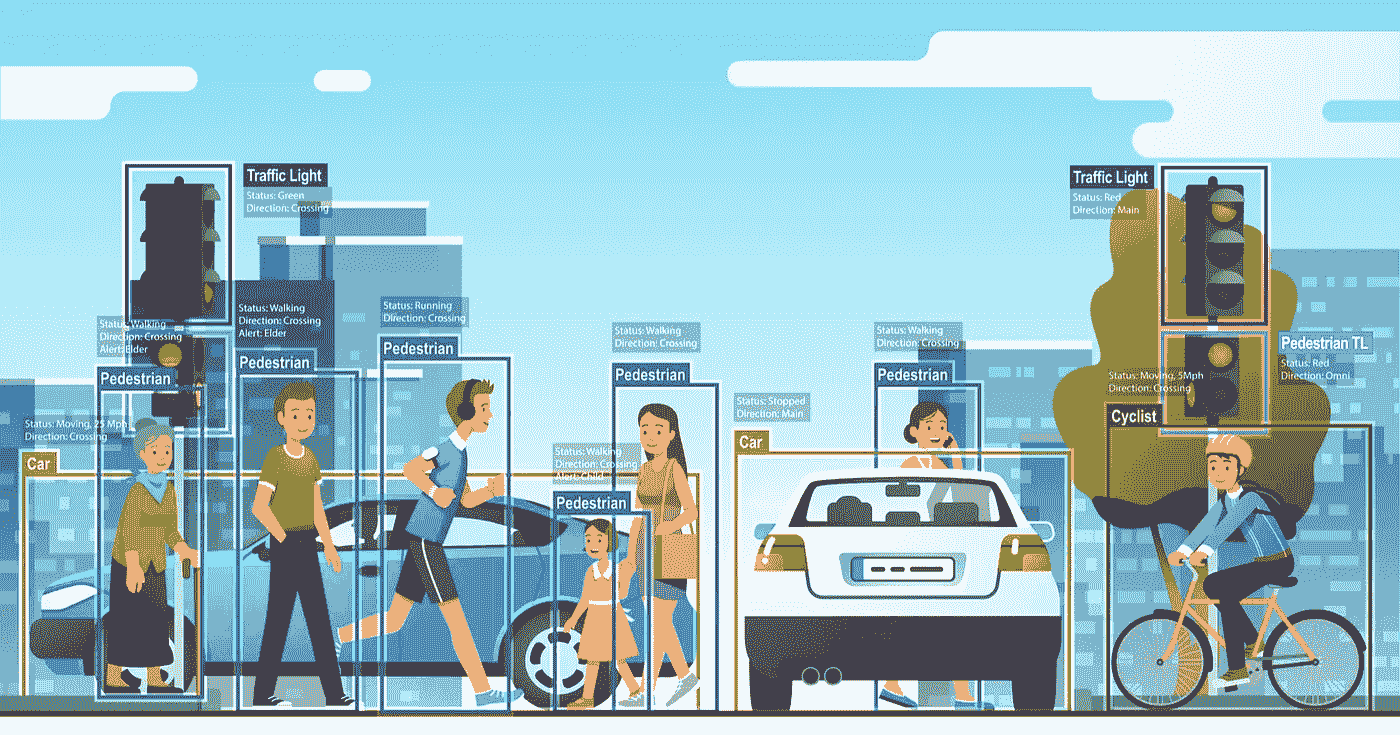 Traffic Light
Status: Green
Direction: Crossing
Status: Walking
Direction: Crossing
Alert: Elder
Pedestrian
Status: Moving, 25 Mph
Direction: Crossing
Car
Status: Walking
Direction: Crossing
Alert: Elder
Pedestrian
Status: Running
Direction: Crossing
Pedestrian
Status: Walking
Direction: Crossing
Pedestrian
Status: Walking
Direction: Crossing
Alert: Child
Pedestrian
Status: Stopped
Direction: Main
Car
Status: Walking
Direction: Crossing
Pedestrian
Traffic Light
Status: Red
Direction: Main
Pedestrian TL
Status: Red
Direction: Omni
Status: Moving, 5Mph
Direction: Crossing
Cyclist